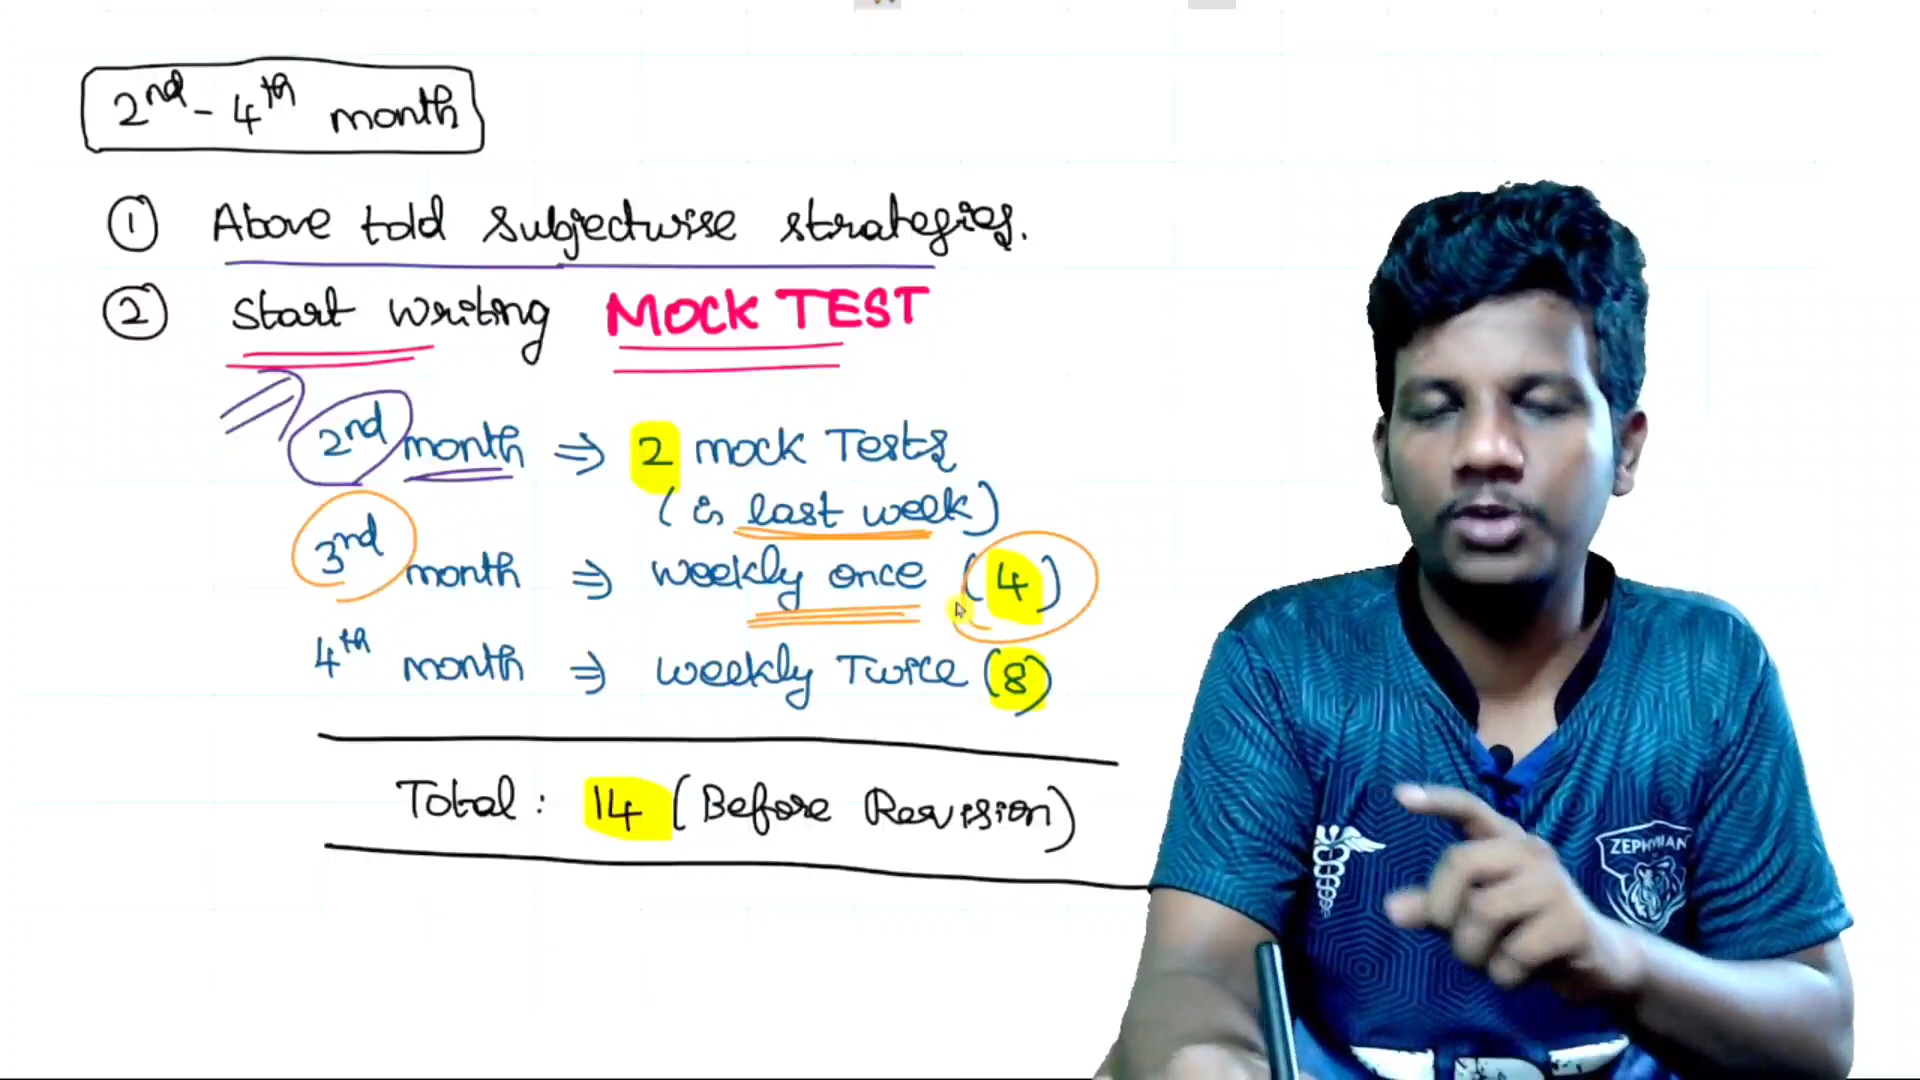 2nd - 4th month
① Above told subjectwise strategies.
② Start writing MOCK TEST
2nd month ⇒ 2 mock Tests
(in last week)
3rd month ⇒ weekly once (4)
4th month ⇒ weekly Twice (8)
Total : 14 (Before Revision)
ZEPHYRIAN